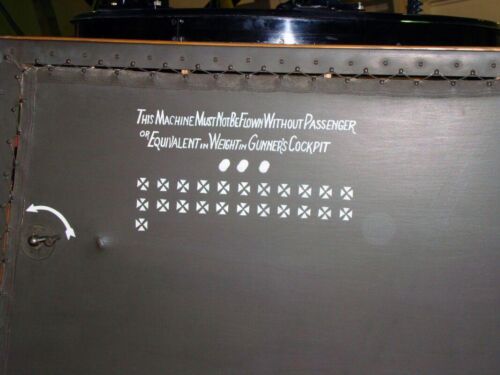 THIS MACHINE MUST NOT BE FLOWN WITHOUT PASSENGER
OR EQUIVALENT IN WEIGHT IN GUNNER'S COCKPIT